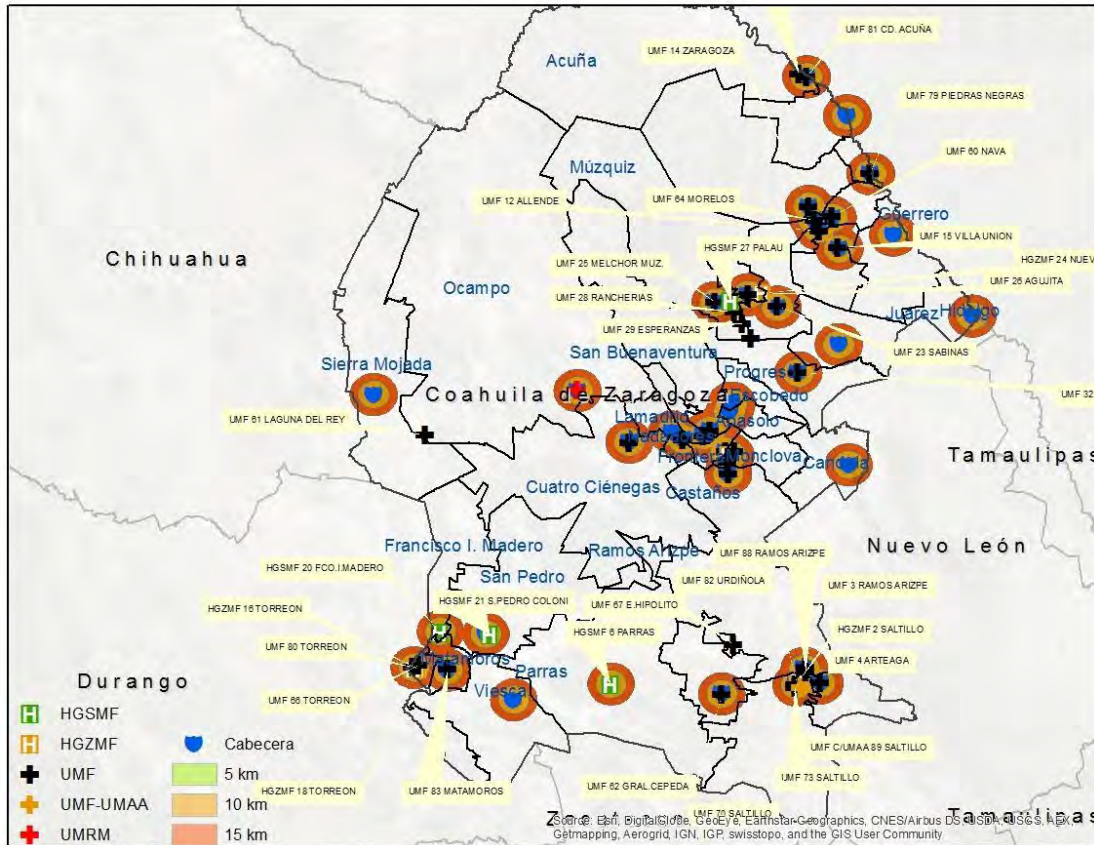 UMF 81 CD. ACUÑA
UMF 14 ZARAGOZA
Acuña
UMF 79 PIEDRAS NEGRAS
UMF 60 NAVA
Múzquiz
UMF 12 ALLENDE
UMF 64 MORELOS
Guerrero
UMF 15 VILLA UNION
HGSMF 27 PALAU
Chihuahua
UMF 25 MELCHOR MUZ.
HGZMF 24 NUEV
UMF 26 AGUJITA
Ocampo
UMF 28 RANCHERIAS
Juárez
Hidalgo
UMF 29 ESPERANZAS
San Buenaventura
UMF 23 SABINAS
Sierra Mojada
Progreso
Coahuila de Zaragoza
Escobedo
UMF 32
UMF 61 LAGUNA DEL REY
Lamadrid
Abasolo
Frontera
Monclova
Candela
Tamaulipas
Cuatro Ciénegas
Castaños
Francisco I. Madero
Ramos Arizpe
UMF 88 RAMOS ARIZPE
Nuevo León
HGSMF 20 FCO.I.MADERO
San Pedro
UMF 82 URDIÑOLA
UMF 3 RAMOS ARIZPE
HGZMF 16 TORREON
HGSMF 21 S.PEDRO COLONI
UMF 67 E.HIPOLITO
HGSMF 6 PARRAS
HGZMF 2 SALTILLO
UMF 80 TORREON
UMF 4 ARTEAGA
Matamoros
Parras
Durango
UMF 66 TORREON
Viesca
HGSMF
HGZMF
Cabecera
UMF C/UMAA 89 SALTILLO
UMF
5 km
UMF 73 SALTILLO
UMF-UMAA
10 km
HGZMF 18 TORREON
UMF 83 MATAMOROS
UMF 62 GRAL.CEPEDA
UMF 70 SALTILLO
Tamaulipas
UMRM
15 km
Source: Esri, DigitalGlobe, GeoEye, Earthstar Geographics, CNES/Airbus DS, USDA, USGS, AEX,
Getmapping, Aerogrid, IGN, IGP, swisstopo, and the GIS User Community